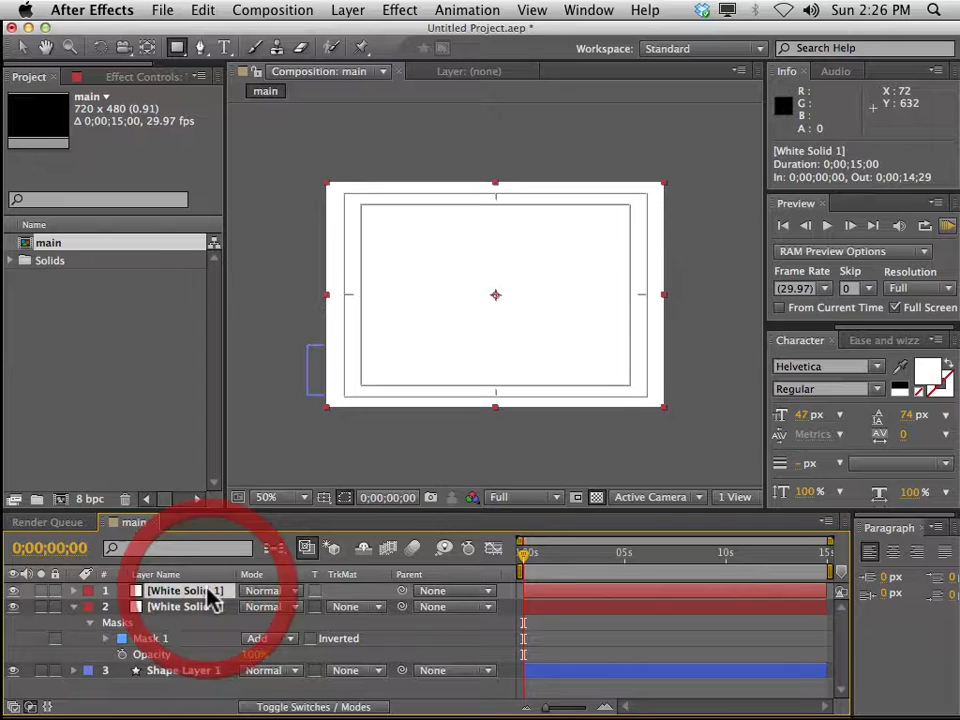 After Effects File Edit Composition Layer Effect Animation View Window Help Sun 2:26 PM
Untitled Project.aep *
Workspace: Standard Search Help
Project Effect Controls: Composition: main Layer: (none) Info Audio
main
main
720 x 480 (0.91)
Δ 0;00;15;00, 29.97 fps
R :
G :
B :
A : 0
X : 72
Y : 632
[White Solid 1]
Duration: 0;00;15;00
In: 0;00;00;00, Out: 0;00;14;29
Preview
Name
main
Solids
RAM Preview Options
Frame Rate Skip Resolution
(29.97) 0 Full
From Current Time Full Screen
Character Ease and wizz
Helvetica
Regular
47 px 74 px
Metrics 0
- px
100 % 100 %
8 bpc 50% 0;00;00;00 Full Active Camera 1 View
Render Queue main
0;00;00;00
# Layer Name Mode T TrkMat Parent
05s 15s
1 [White Solid 1] Normal None
2 [White Soli Normal None None
Masks
Mask 1 Add Inverted
Opacity 100%
3 Shape Layer 1 Normal None None
Toggle Switches / Modes
Paragraph
0 px
0 px